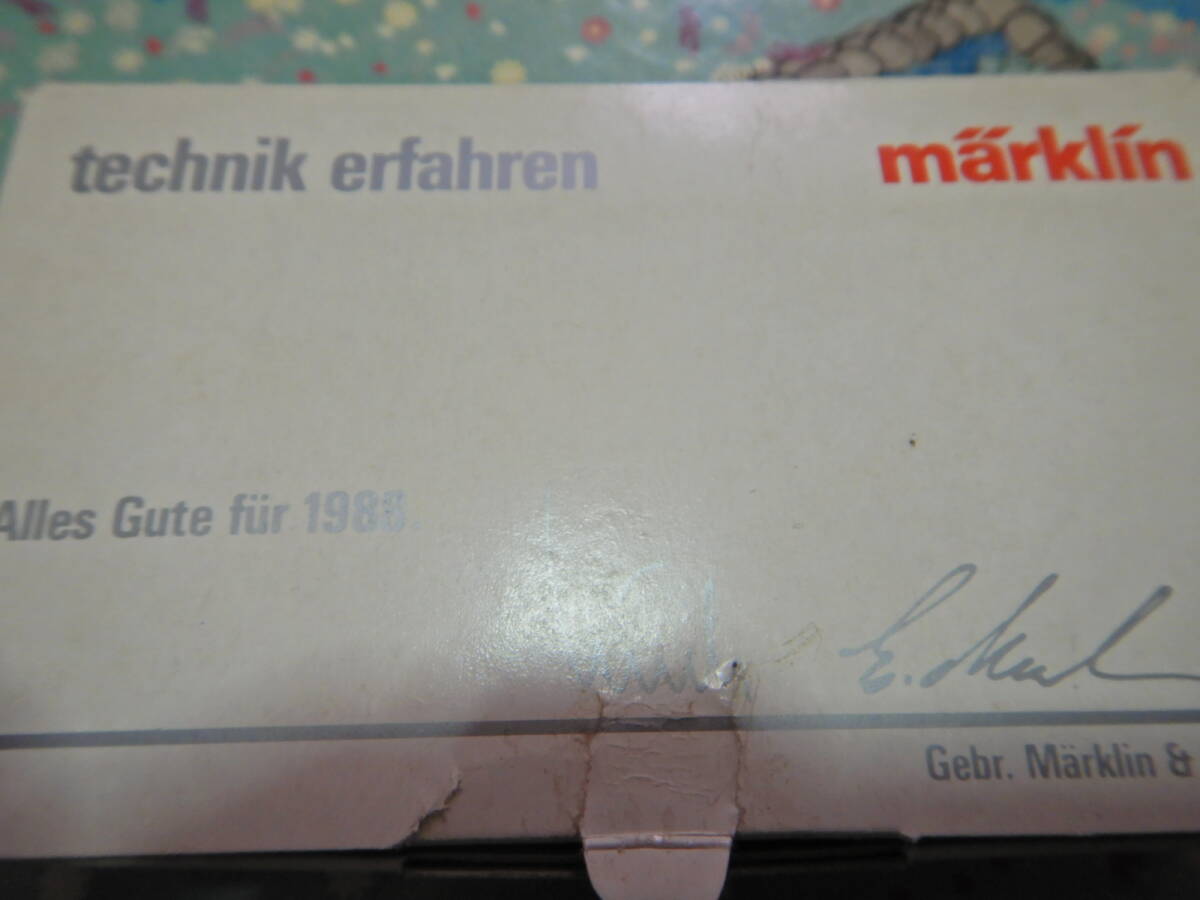 technik erfahren
märklin
Alles Gute für 1988.
Gebr. Märklin &